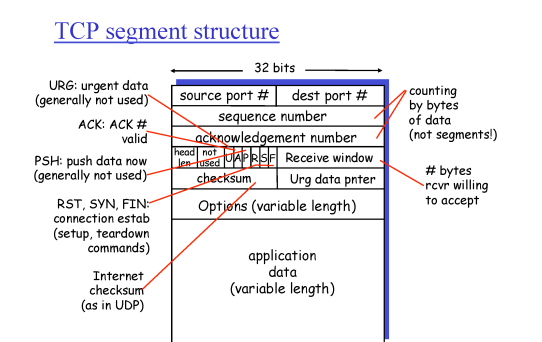 TCP segment structure
32 bits
URG: urgent data
(generally not used)
ACK: ACK #
valid
PSH: push data now
(generally not used)
RST, SYN, FIN:
connection estab
(setup, teardown
commands)
Internet
checksum
(as in UDP)
source port # dest port #
sequence number
acknowledgement number
head
len
not
used
U A P R S F Receive window
checksum Urg data pnter
Options (variable length)
application
data
(variable length)
counting
by bytes
of data
(not segments!)
# bytes
rcvr willing
to accept